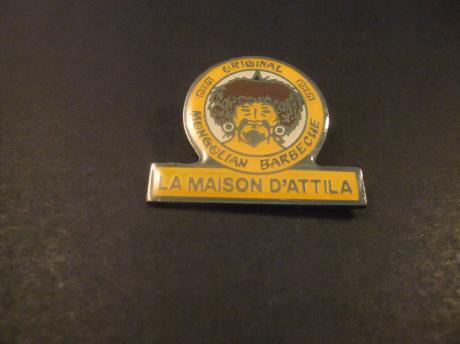 ORIGINAL
MONGOLIAN BARBECUE
LA MAISON D'ATTILA